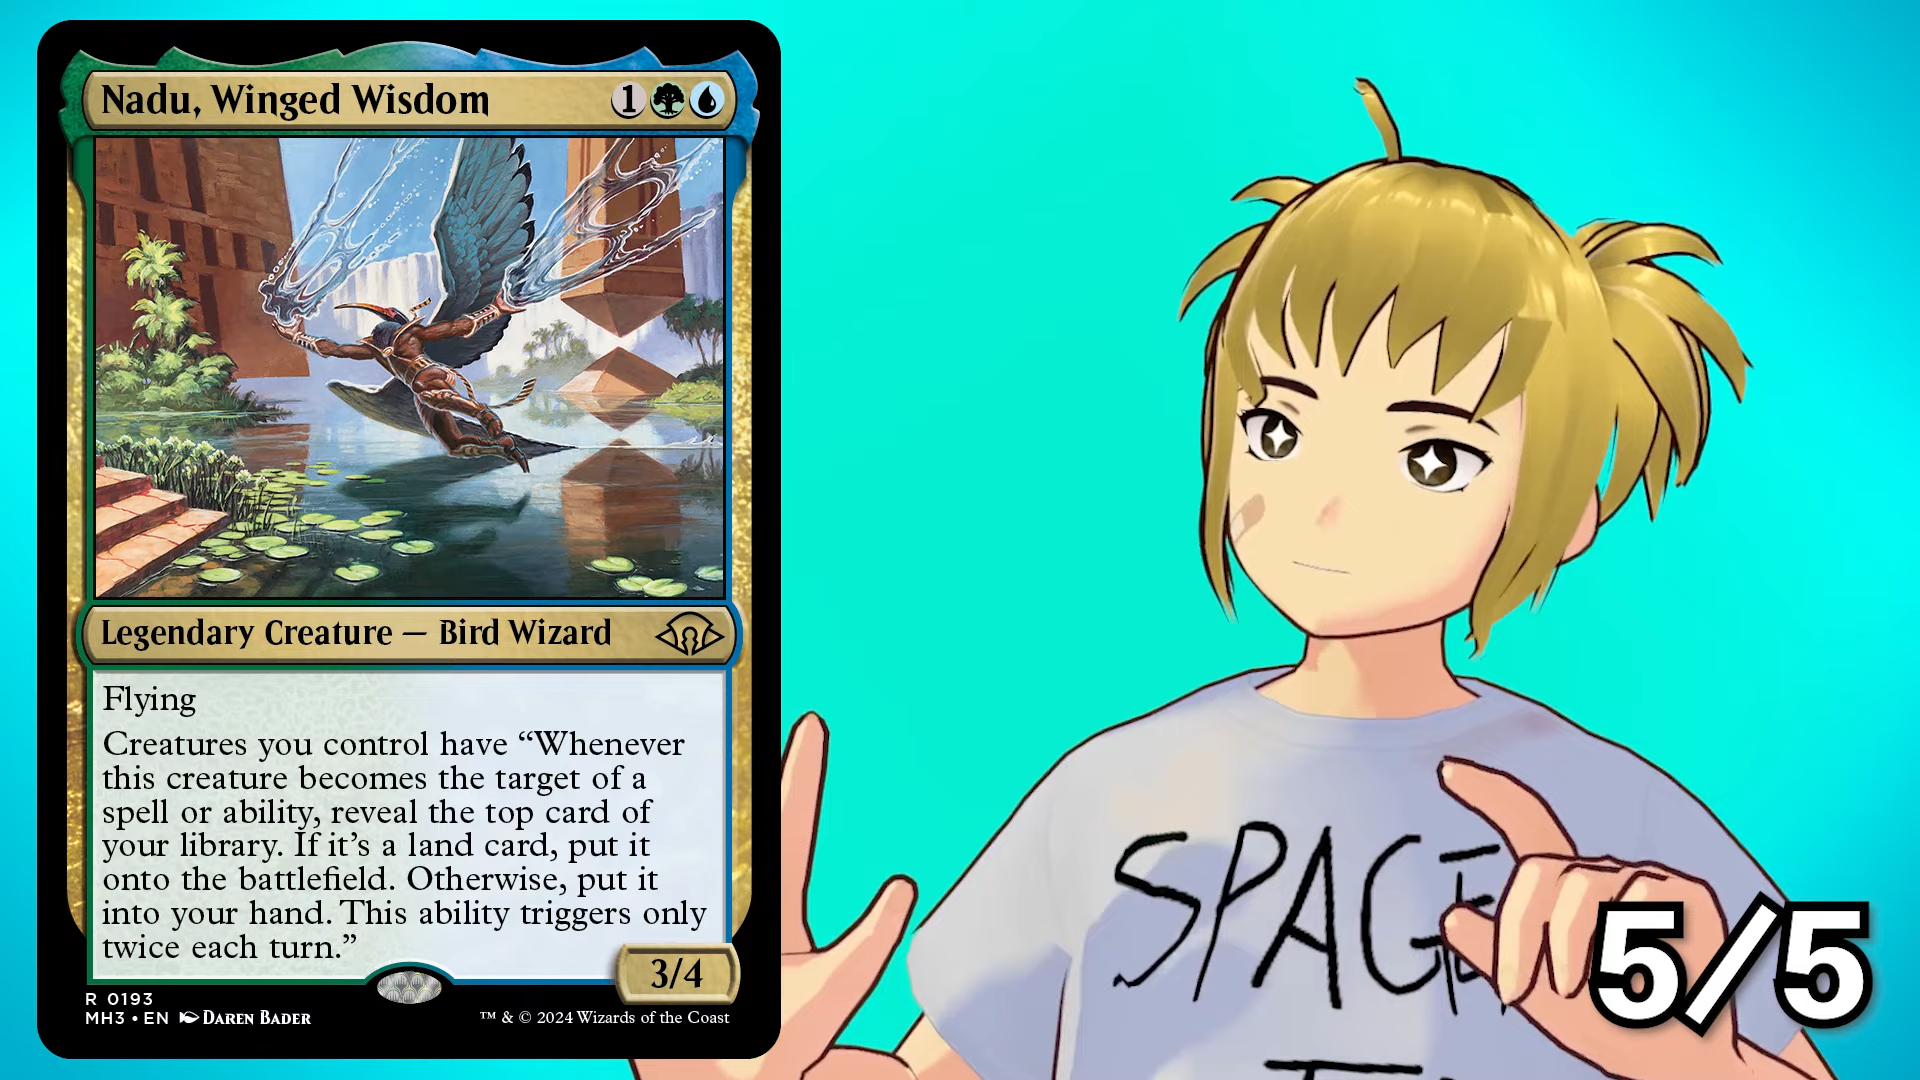 Nadu, Winged Wisdom
1
Legendary Creature — Bird Wizard
Flying
Creatures you control have “Whenever
this creature becomes the target of a
spell or ability, reveal the top card of
your library. If it’s a land card, put it
onto the battlefield. Otherwise, put it
into your hand. This ability triggers only
twice each turn.”
3/4
R 0193
MH3 • EN DAREN BADER
™ & © 2024 Wizards of the Coast
SPACE
5/5